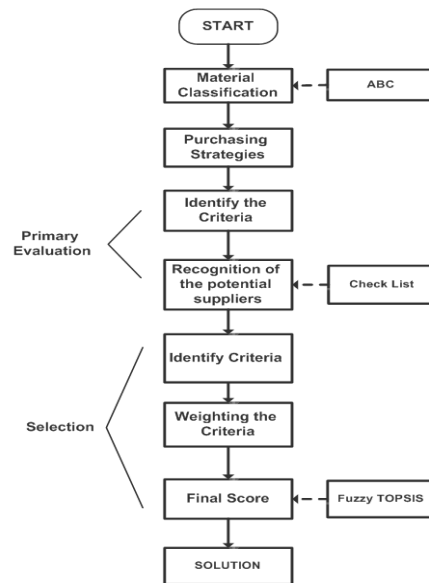 START
Material
Classification
ABC
Purchasing
Strategies
Identify the
Criteria
Primary
Evaluation
Recognition of
the potential
suppliers
Check List
Identify Criteria
Selection
Weighting the
Criteria
Final Score
Fuzzy TOPSIS
SOLUTION